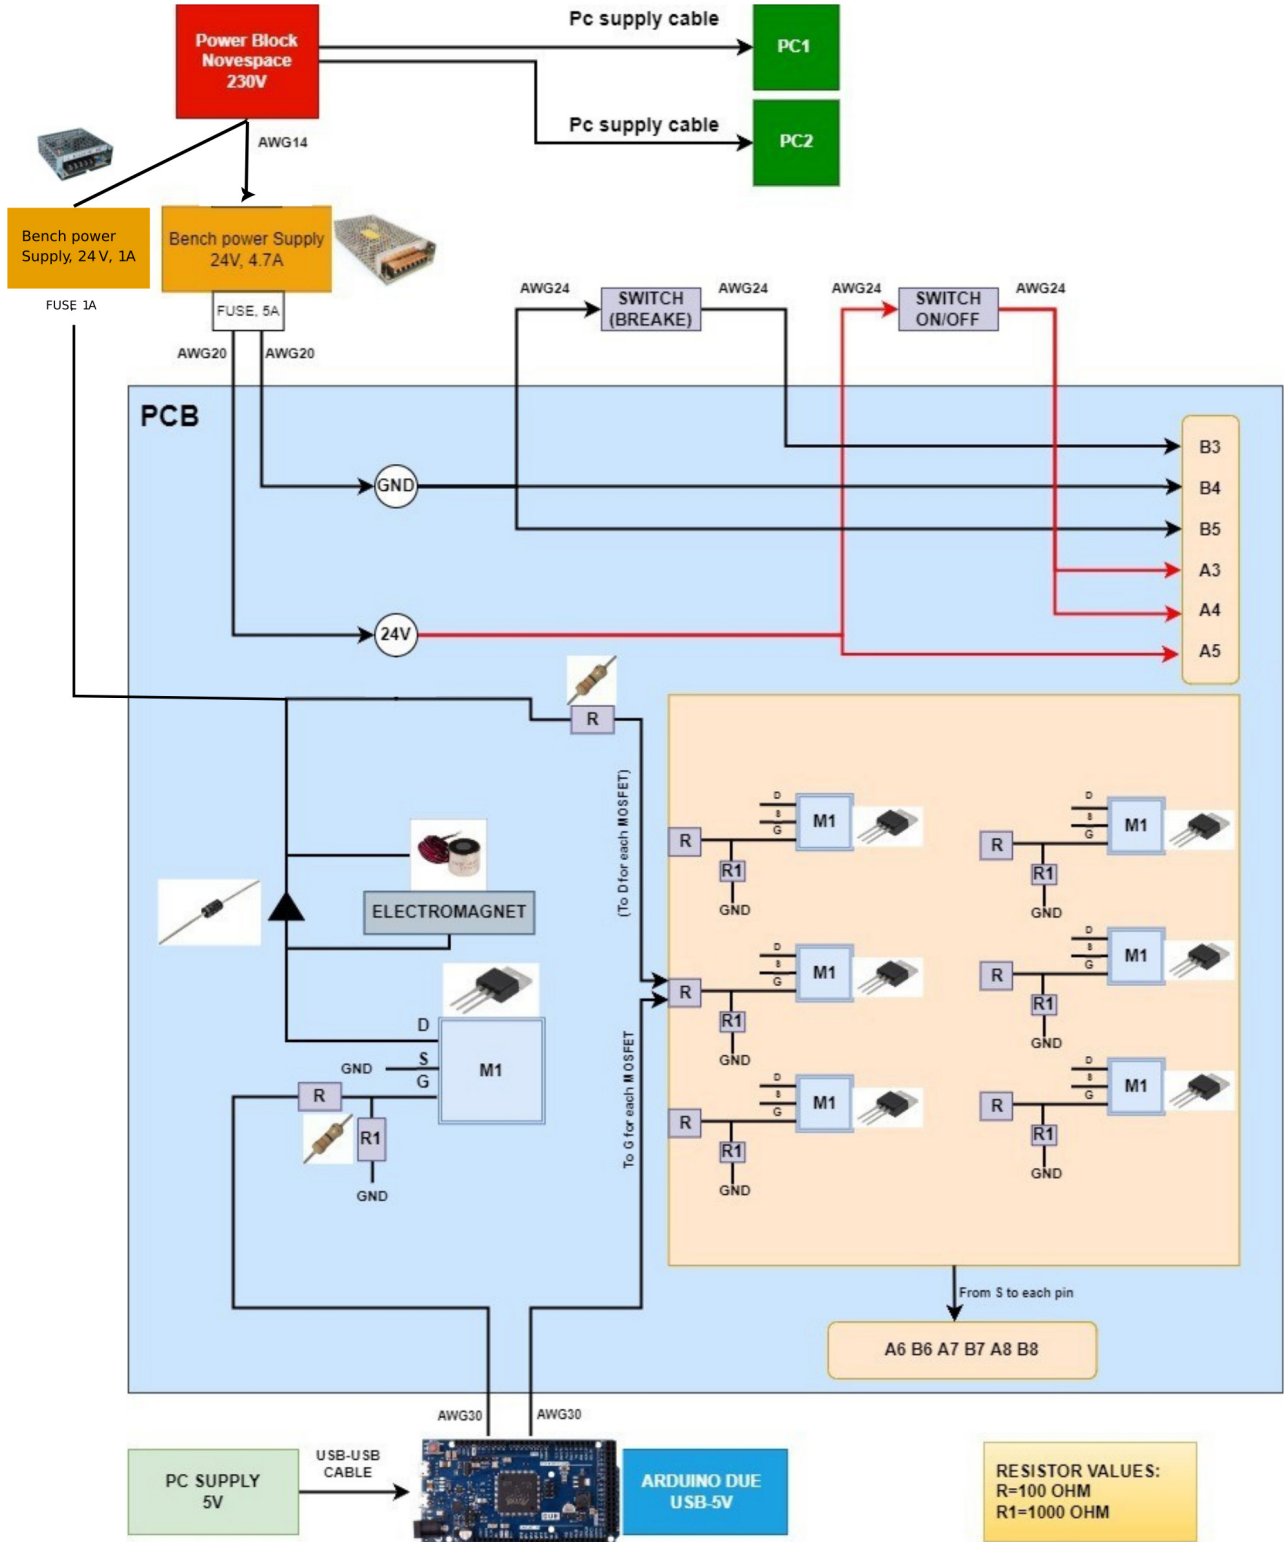 Pc supply cable
Power Block
Novespace
230V
PC1
Pc supply cable
PC2
AWG14
Bench power
Supply, 24V, 1A
Bench power Supply
24V, 4.7A
FUSE 1A
FUSE, 5A
AWG24
SWITCH
(BREAKE)
AWG24
AWG24
SWITCH
ON/OFF
AWG24
AWG20
AWG20
PCB
B3
GND
B4
B5
A3
A4
24V
A5
R
(To D for each MOSFET)
D
S
G
M1
R
R1
GND
D
S
G
M1
R
R1
GND
ELECTROMAGNET
D
S
G
M1
R
R1
GND
D
S
G
M1
R
R1
GND
D
S
G
M1
GND
R
R1
GND
To G for each MOSFET
D
S
G
M1
R
R1
GND
D
S
G
M1
R
R1
GND
From S to each pin
A6 B6 A7 B7 A8 B8
AWG30
AWG30
PC SUPPLY
5V
USB-USB
CABLE
ARDUINO DUE
USB-5V
RESISTOR VALUES:
R=100 OHM
R1=1000 OHM